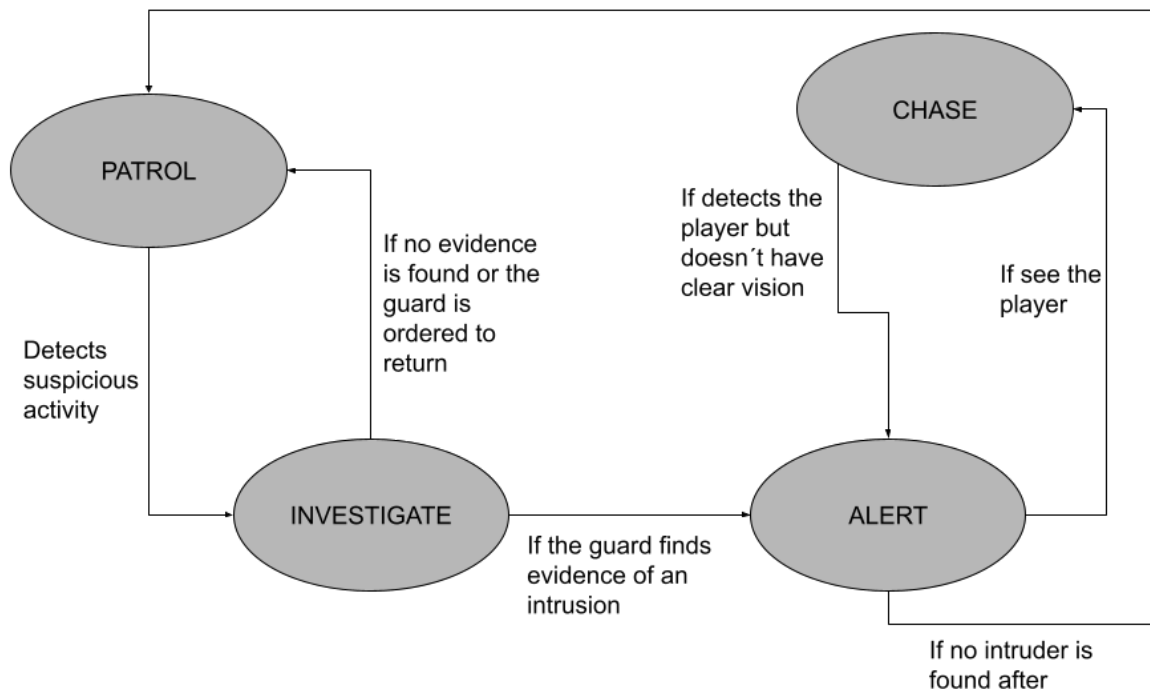 CHASE
PATROL
If detects the
player but
doesn´t have
clear vision
If no evidence
is found or the
guard is
ordered to
return
If see the
player
Detects
suspicious
activity
INVESTIGATE
ALERT
If the guard finds
evidence of an
intrusion
If no intruder is
found after